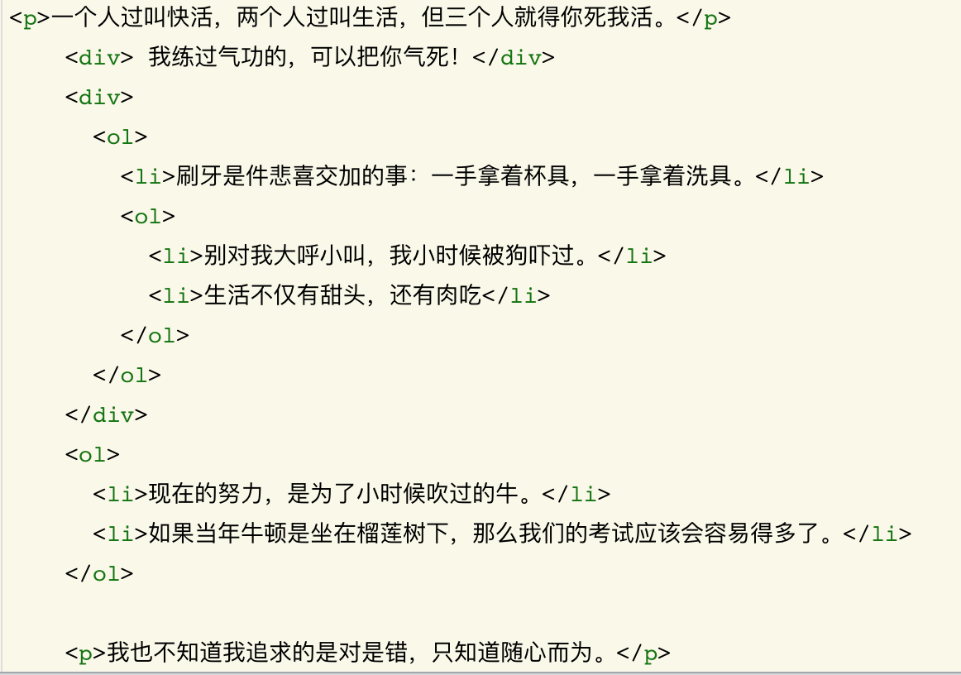 <p>一个人过叫快活，两个人过叫生活，但三个人就得你死我活。</p>
<div> 我练过气功的，可以把你气死！</div>
<div>
<ol>
<li>刷牙是件悲喜交加的事：一手拿着杯具，一手拿着洗具。</li>
<ol>
<li>别对我大呼小叫，我小时候被狗吓过。</li>
<li>生活不仅有甜头，还有肉吃</li>
</ol>
</ol>
</div>
<ol>
<li>现在的努力，是为了小时候吹过的牛。</li>
<li>如果当年牛顿是坐在榴莲树下，那么我们的考试应该会容易得多了。</li>
</ol>
<p>我也不知道我追求的是对是错，只知道随心而为。</p>